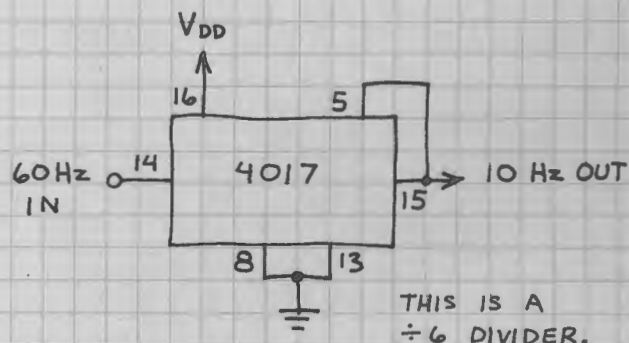 VDD
16
5
60Hz
IN
14
4017
15
10 Hz OUT
8
13
THIS IS A
÷6 DIVIDER.